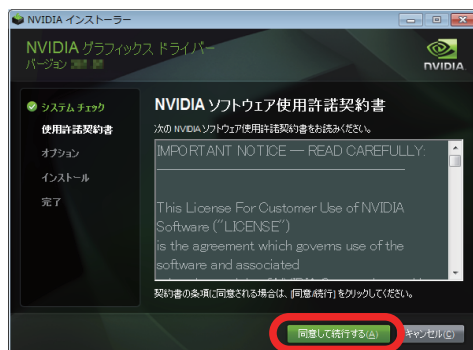 NVIDIA インストーラー
NVIDIA グラフィックス ドライバー
バージョン
NVIDIA
システム チェック
使用許諾契約書
オプション
インストール
完了
NVIDIA ソフトウェア使用許諾契約書
次の NVIDIA ソフトウェア使用許諾契約書をお読みください。
IMPORTANT NOTICE — READ CAREFULLY:
This License For Customer Use of NVIDIA
Software ("LICENSE")
is the agreement which governs use of the
software and associated
契約書の条項に同意される場合は、[同意/続行] をクリックしてください。
同意して続行する(A)
キャンセル(C)